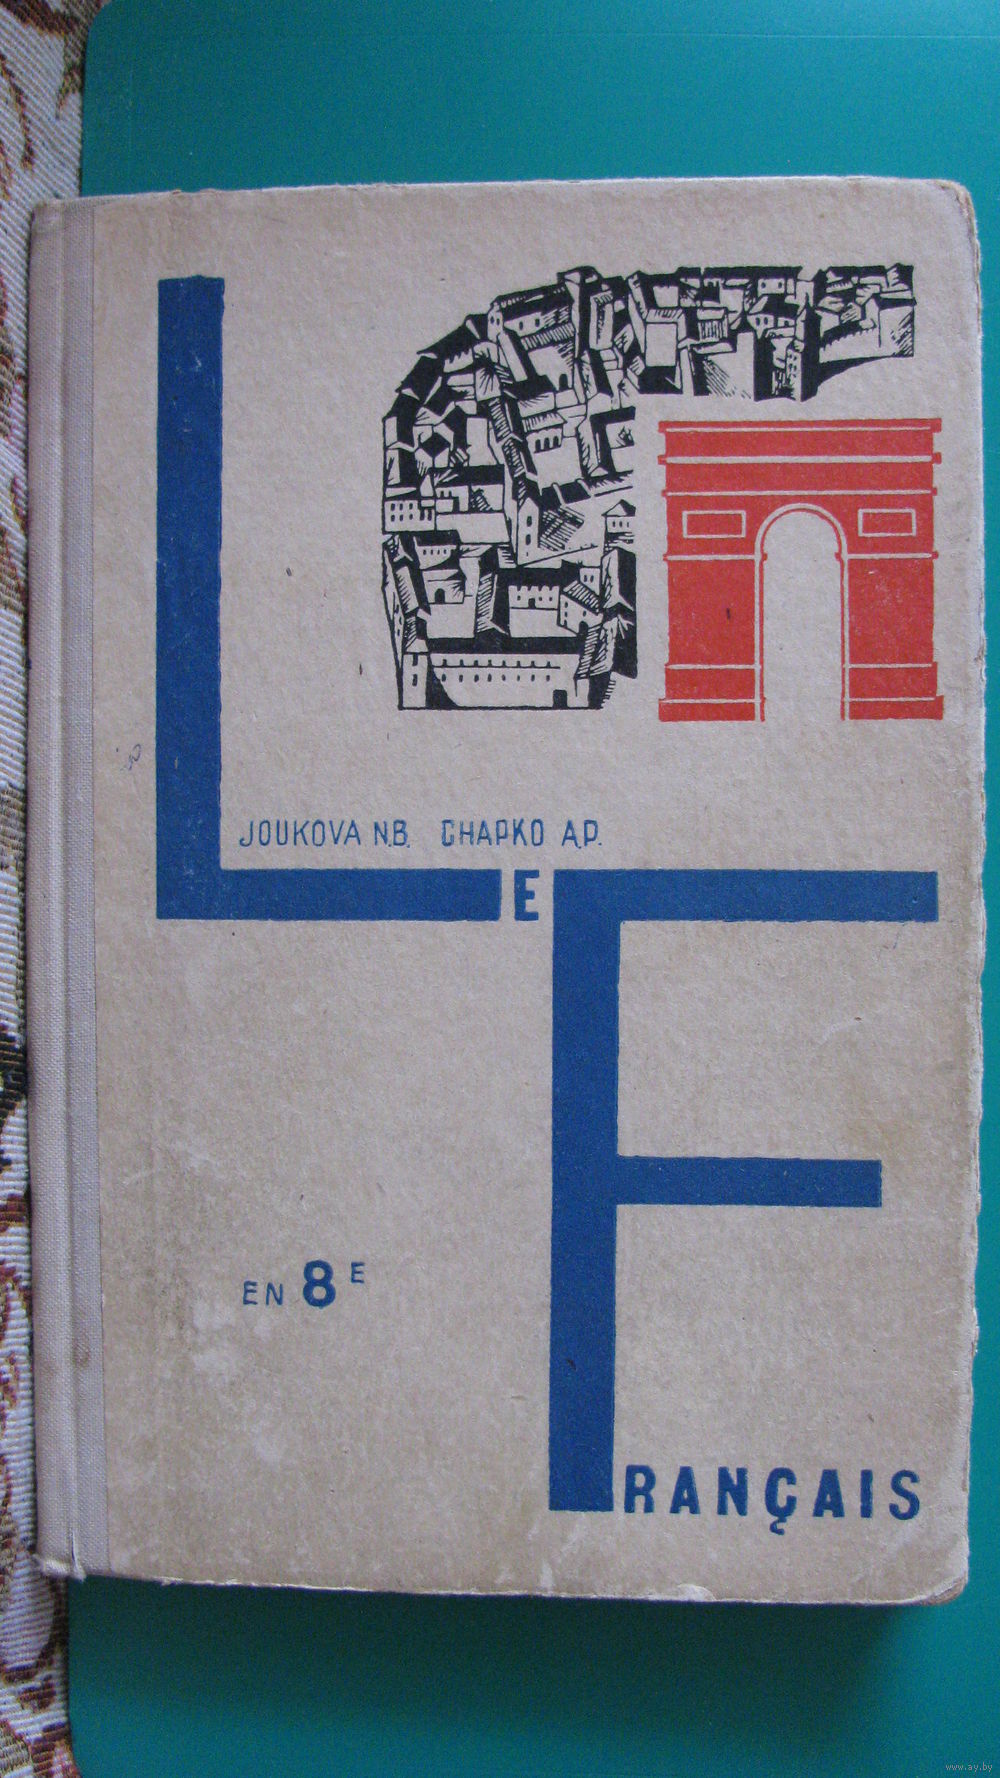 JOUKOVA N.B. CHAPKO A.P.
LE FRANÇAIS
EN 8E
www.ay.by